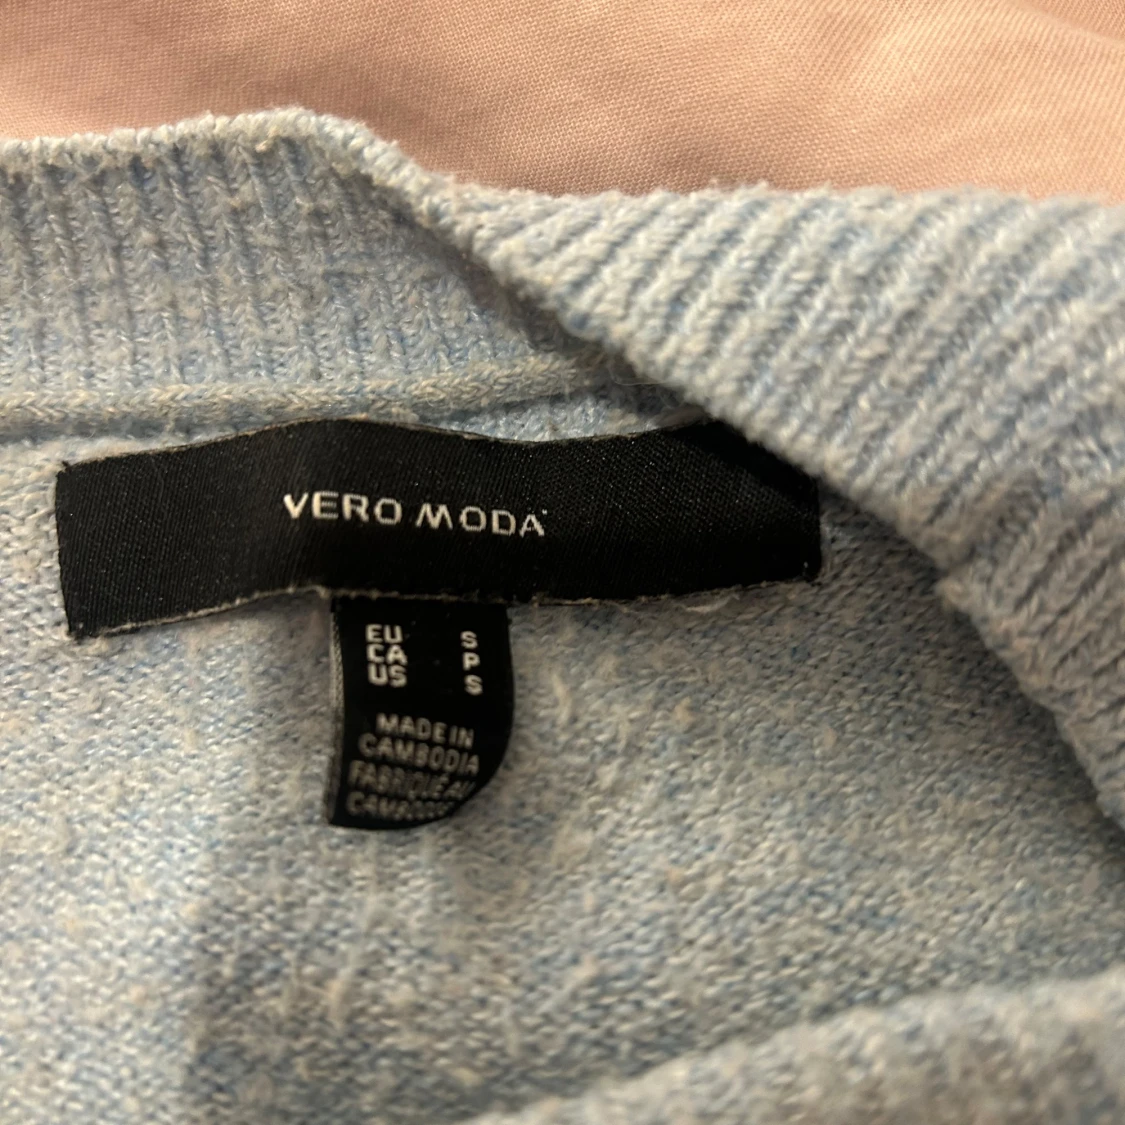 VERO MODA
EU S
CA P
US S
MADE IN
CAMBODIA
FABRIQUÉ AU